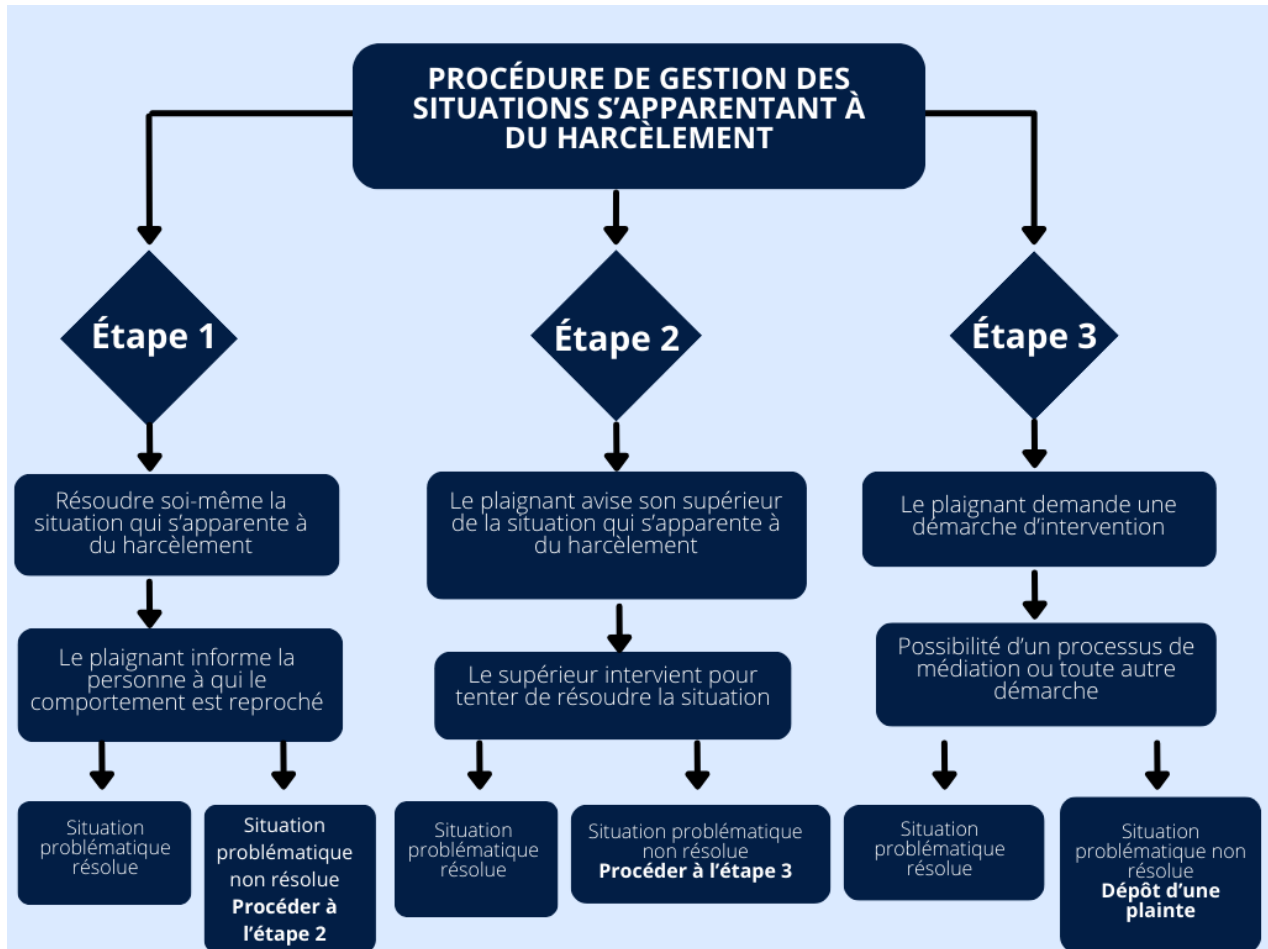 PROCÉDURE DE GESTION DES
SITUATIONS S'APPARENTANT À
DU HARCÈLEMENT
Étape 1
Résoudre soi-même la
situation qui s'apparente à
du harcèlement
Le plaignant informe la
personne à qui le
comportement est reproché
Situation
problématique
résolue
Situation
problématique
non résolue
Procéder à
l'étape 2
Étape 2
Le plaignant avise son supérieur
de la situation qui s'apparente à
du harcèlement
Le supérieur intervient pour
tenter de résoudre la situation
Situation
problématique
résolue
Situation problématique
non résolue
Procéder à l'étape 3
Étape 3
Le plaignant demande une
démarche d'intervention
Possibilité d'un processus de
médiation ou toute autre
démarche
Situation
problématique
résolue
Situation
problématique non
résolue
Dépôt d'une
plainte